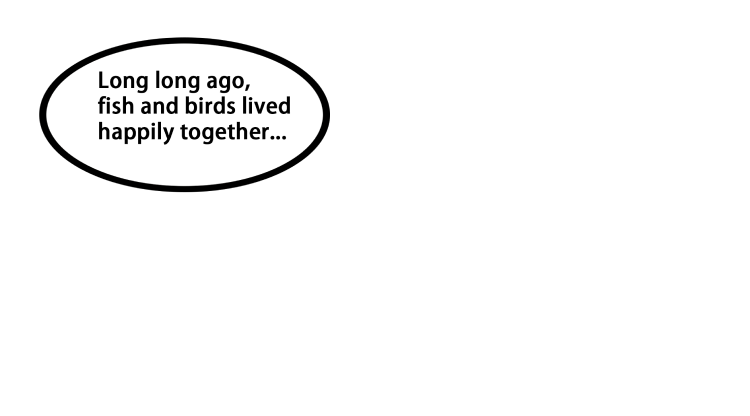 Long long ago,
fish and birds lived
happily together...